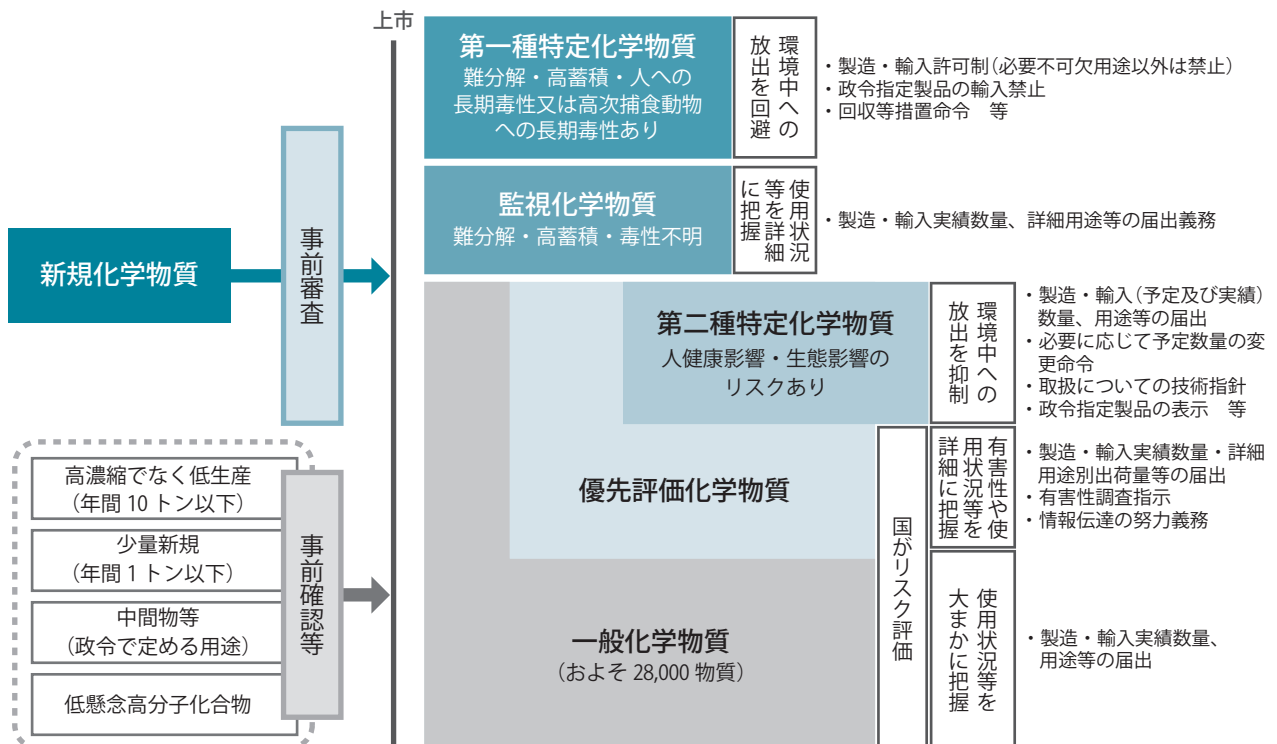 上市
新規化学物質
事前審査
高濃縮でなく低生産
（年間 10 トン以下）
少量新規
（年間 1 トン以下）
中間物等
（政令で定める用途）
低懸念高分子化合物
事前確認等
第一種特定化学物質
難分解・高蓄積・人への
長期毒性又は高次捕食動物
への長期毒性あり
環境中への
放出を回避
・製造・輸入許可制（必要不可欠用途以外は禁止）
・政令指定製品の輸入禁止
・回収等措置命令　等
監視化学物質
難分解・高蓄積・毒性不明
使用状況
等を詳細
に把握
・製造・輸入実績数量、詳細用途等の届出義務
第二種特定化学物質
人健康影響・生態影響の
リスクあり
環境中への
放出を抑制
・製造・輸入（予定及び実績）
数量、用途等の届出
・必要に応じて予定数量の変
更命令
・取扱についての技術指針
・政令指定製品の表示　等
優先評価化学物質
国がリスク評価
有害性や使
用状況等を
詳細に把握
・製造・輸入実績数量・詳細
用途別出荷量等の届出
・有害性調査指示
・情報伝達の努力義務
一般化学物質
（およそ 28,000 物質）
使用状況等を
大まかに把握
・製造・輸入実績数量、
用途等の届出